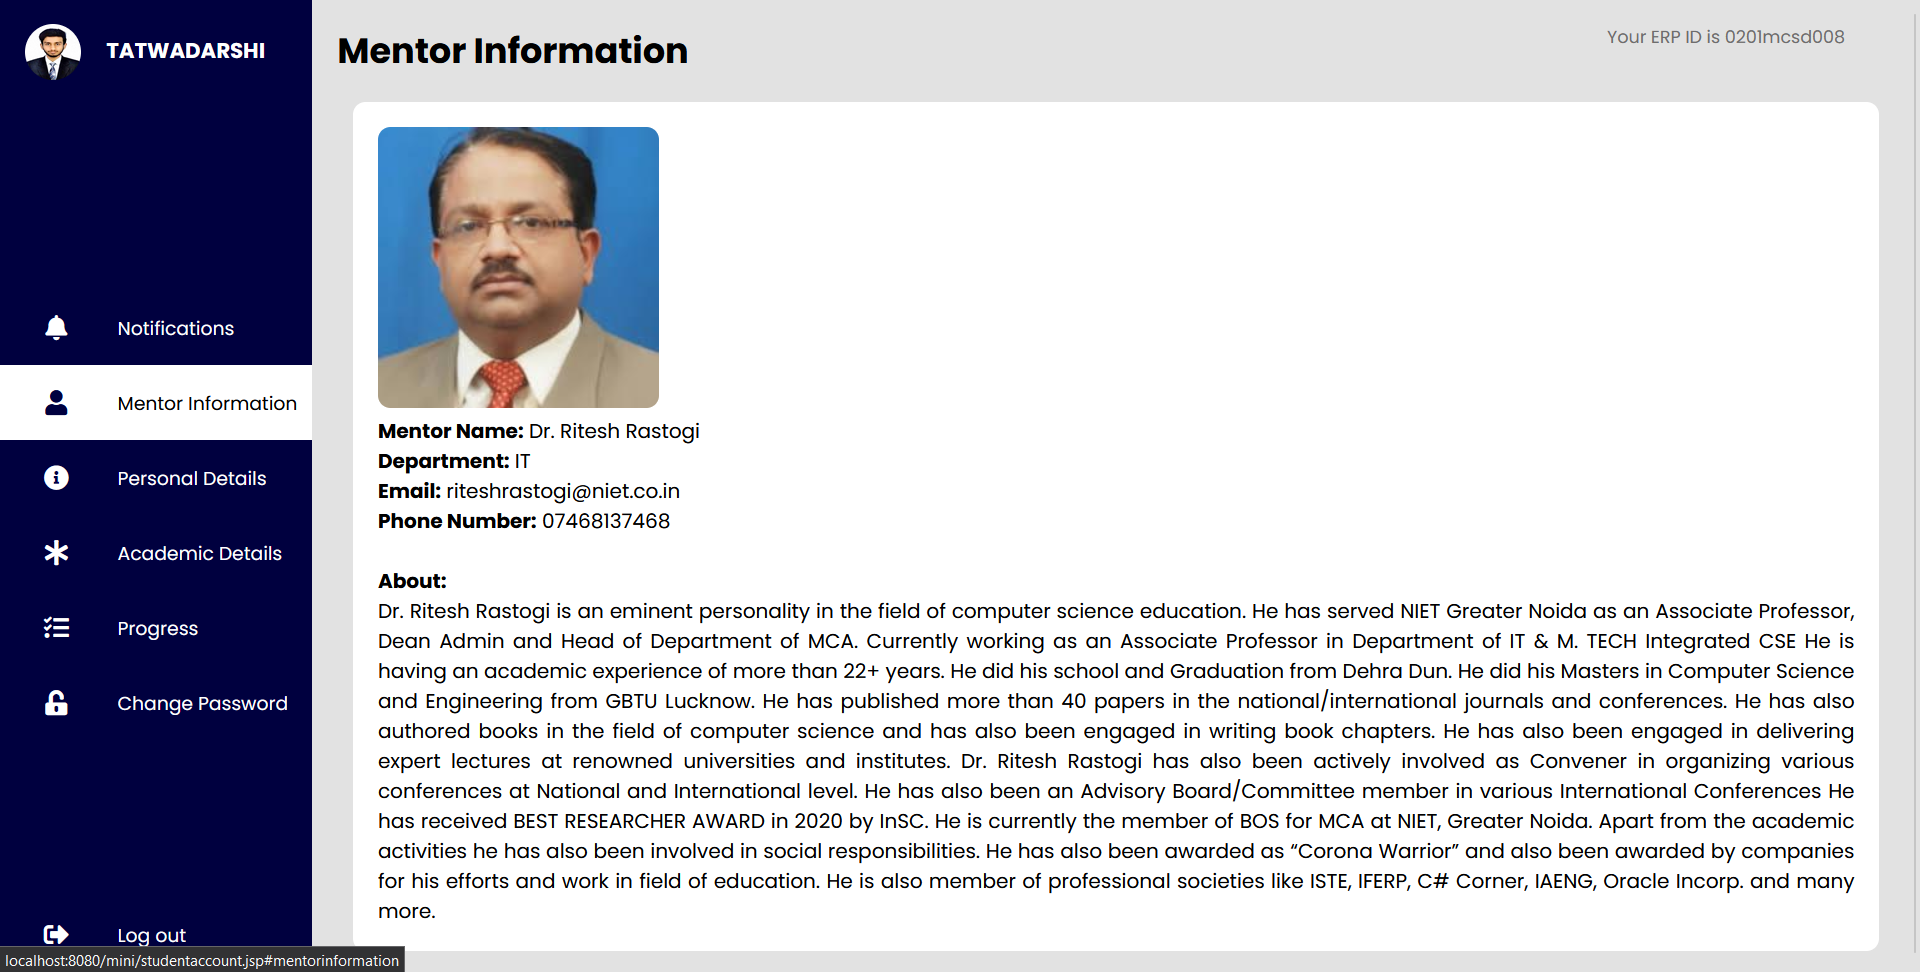 TATWADARSHI
Notifications
Mentor Information
Personal Details
Academic Details
Progress
Change Password
Log out
localhost:8080/mini/studentaccount.jsp#mentorinformation
Mentor Information
Your ERP ID is 0201mcsd008
Mentor Name: Dr. Ritesh Rastogi
Department: IT
Email: riteshrastogi@niet.co.in
Phone Number: 07468137468
About:
Dr. Ritesh Rastogi is an eminent personality in the field of computer science education. He has served NIET Greater Noida as an Associate Professor,
Dean Admin and Head of Department of MCA. Currently working as an Associate Professor in Department of IT & M. TECH Integrated CSE He is
having an academic experience of more than 22+ years. He did his school and Graduation from Dehra Dun. He did his Masters in Computer Science
and Engineering from GBTU Lucknow. He has published more than 40 papers in the national/international journals and conferences. He has also
authored books in the field of computer science and has also been engaged in writing book chapters. He has also been engaged in delivering
expert lectures at renowned universities and institutes. Dr. Ritesh Rastogi has also been actively involved as Convener in organizing various
conferences at National and International level. He has also been an Advisory Board/Committee member in various International Conferences He
has received BEST RESEARCHER AWARD in 2020 by InSC. He is currently the member of BOS for MCA at NIET, Greater Noida. Apart from the academic
activities he has also been involved in social responsibilities. He has also been awarded as “Corona Warrior” and also been awarded by companies
for his efforts and work in field of education. He is also member of professional societies like ISTE, IFERP, C# Corner, IAENG, Oracle Incorp. and many
more.